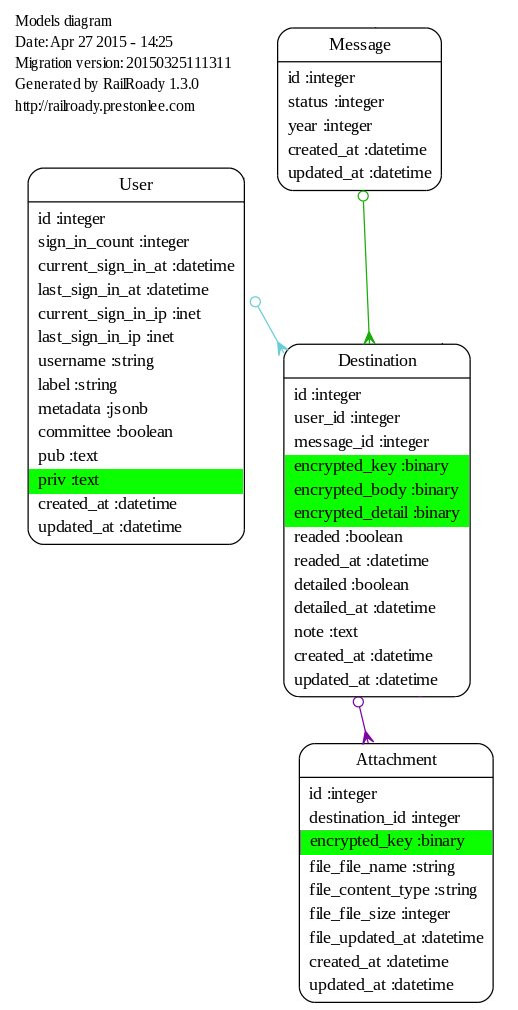 Models diagram
Date: Apr 27 2015 - 14:25
Migration version: 20150325111311
Generated by RailRoady 1.3.0
http://railroady.prestonlee.com
Message
id :integer
status :integer
year :integer
created_at :datetime
updated_at :datetime
User
id :integer
sign_in_count :integer
current_sign_in_at :datetime
last_sign_in_at :datetime
current_sign_in_ip :inet
last_sign_in_ip :inet
username :string
label :string
metadata :jsonb
committee :boolean
pub :text
priv :text
created_at :datetime
updated_at :datetime
Destination
id :integer
user_id :integer
message_id :integer
encrypted_key :binary
encrypted_body :binary
encrypted_detail :binary
readed :boolean
readed_at :datetime
detailed :boolean
detailed_at :datetime
note :text
created_at :datetime
updated_at :datetime
Attachment
id :integer
destination_id :integer
encrypted_key :binary
file_file_name :string
file_content_type :string
file_file_size :integer
file_updated_at :datetime
created_at :datetime
updated_at :datetime